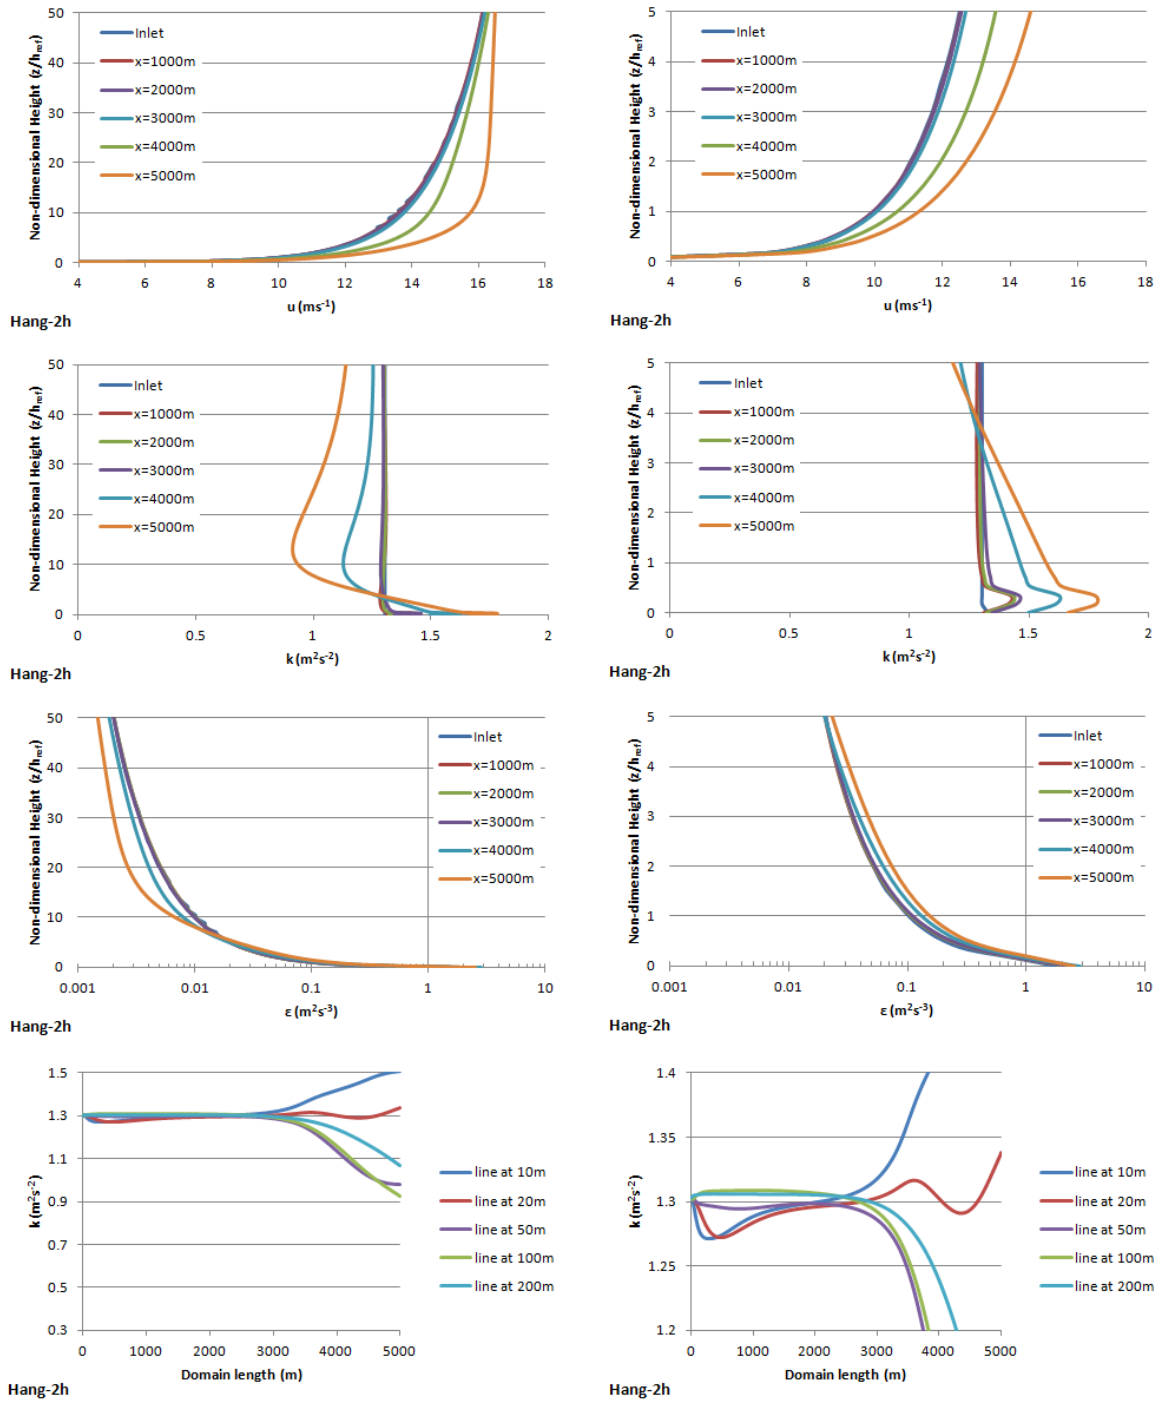 Non-dimensional Height (z/h_ref)
50
40
30
20
10
0
Inlet
x=1000m
x=2000m
x=3000m
x=4000m
x=5000m
4 6 8 10 12 14 16 18
u (ms⁻¹)
Hang-2h
Non-dimensional Height (z/h_ref)
5
4
3
2
1
0
Inlet
x=1000m
x=2000m
x=3000m
x=4000m
x=5000m
4 6 8 10 12 14 16 18
u (ms⁻¹)
Hang-2h
Non-dimensional Height (z/h_ref)
50
40
30
20
10
0
Inlet
x=1000m
x=2000m
x=3000m
x=4000m
x=5000m
0 0.5 1 1.5 2
k (m²s⁻²)
Hang-2h
Non-dimensional Height (z/h_ref)
5
4
3
2
1
0
Inlet
x=1000m
x=2000m
x=3000m
x=4000m
x=5000m
0 0.5 1 1.5 2
k (m²s⁻²)
Hang-2h
Non-dimensional Height (z/h_ref)
50
40
30
20
10
0
Inlet
x=1000m
x=2000m
x=3000m
x=4000m
x=5000m
0.001 0.01 0.1 1 10
ε (m²s⁻³)
Hang-2h
Non-dimensional Height (z/h_ref)
5
4
3
2
1
0
Inlet
x=1000m
x=2000m
x=3000m
x=4000m
x=5000m
0.001 0.01 0.1 1 10
ε (m²s⁻³)
Hang-2h
k (m²s⁻²)
1.5
1.3
1.1
0.9
0.7
0.5
0.3
line at 10m
line at 20m
line at 50m
line at 100m
line at 200m
0 1000 2000 3000 4000 5000
Domain length (m)
Hang-2h
k (m²s⁻²)
1.4
1.35
1.3
1.25
1.2
line at 10m
line at 20m
line at 50m
line at 100m
line at 200m
0 1000 2000 3000 4000 5000
Domain length (m)
Hang-2h